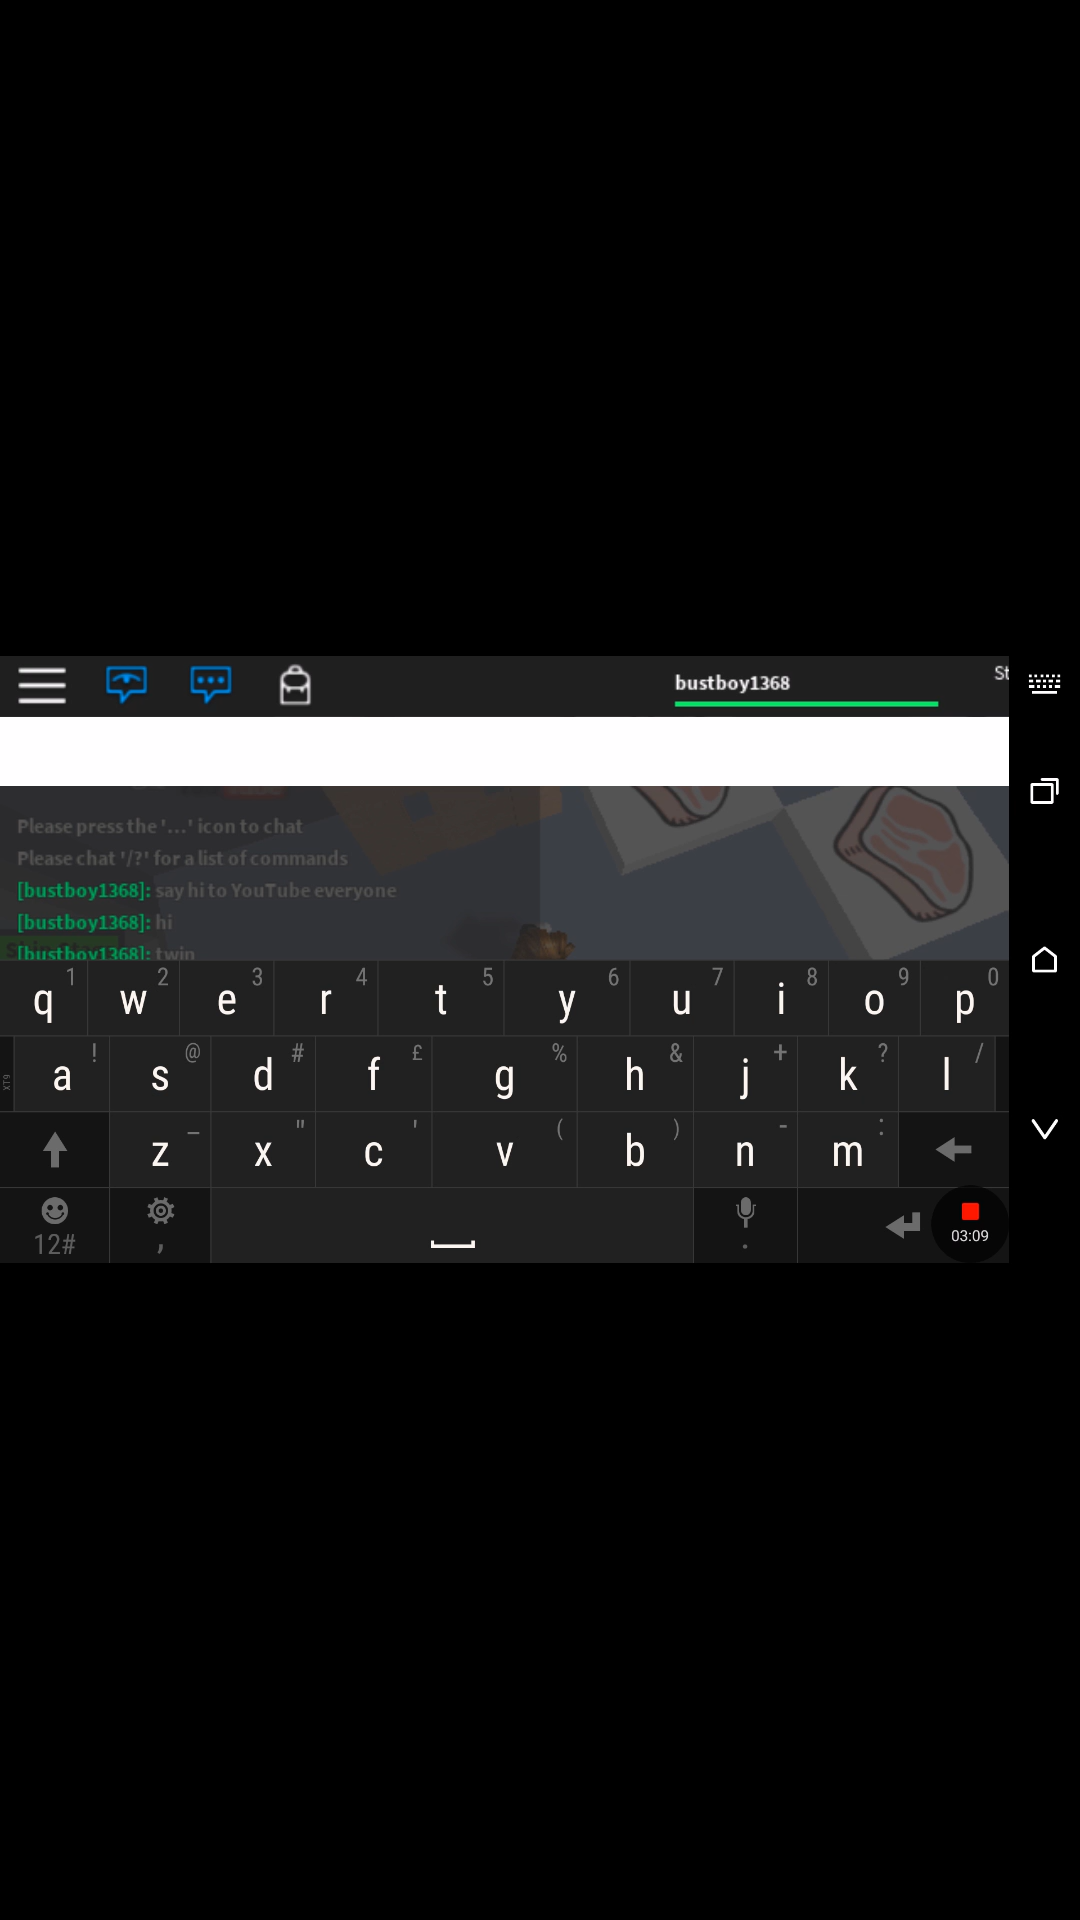 bustboy1368
St
Please press the '...' icon to chat
Please chat '/?' for a list of commands
[bustboy1368]: say hi to YouTube everyone
[bustboy1368]: hi
[bustboy1368]: twin
1 2 3 4 5 6 7 8 9 0
q w e r t y u i o p
! @ # £ % & + ? /
XT9 a s d f g h j k l
_ " ' ( ) - :
z x c v b n m
12# , .
03:09